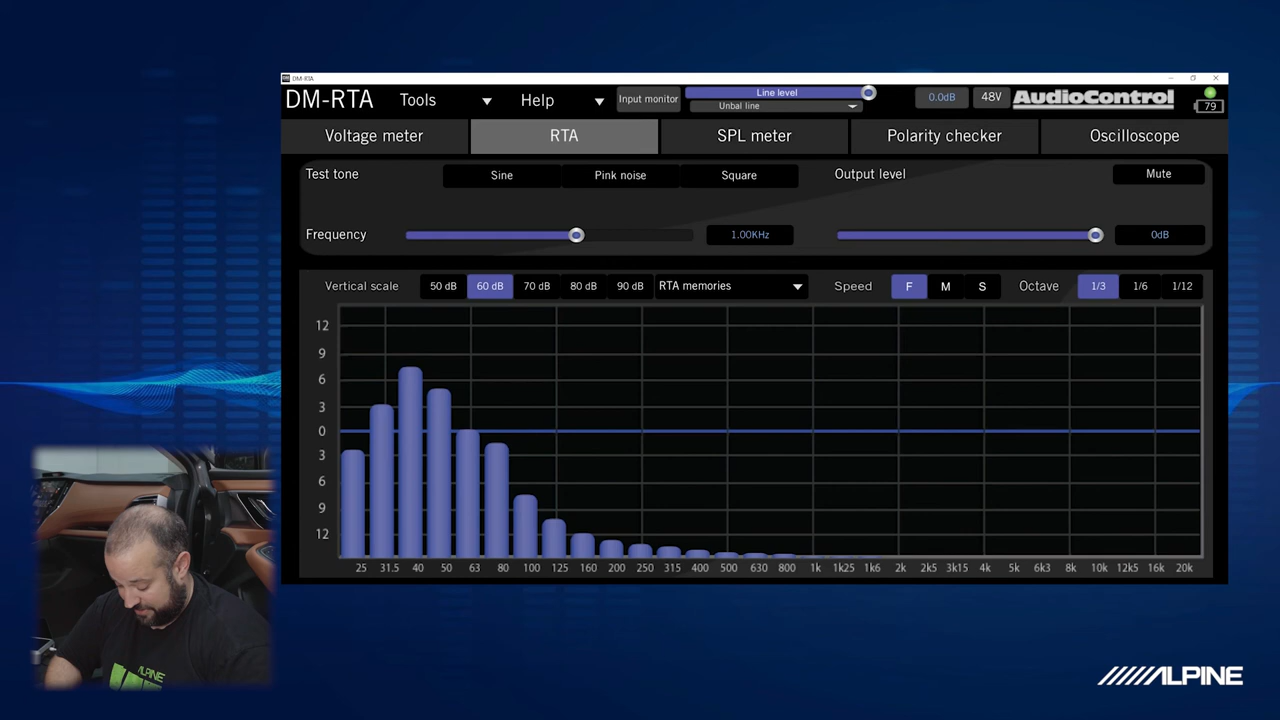 DM-RTA
DM-RTA Tools Help Input monitor Line level 0.0dB 48V AudioControl 79
Unbal line
Voltage meter RTA SPL meter Polarity checker Oscilloscope
Test tone Sine Pink noise Square Output level Mute
Frequency 1.00KHz 0dB
Vertical scale 50 dB 60 dB 70 dB 80 dB 90 dB RTA memories Speed F M S Octave 1/3 1/6 1/12
12
9
6
3
0
3
6
9
12
25 31.5 40 50 63 80 100 125 160 200 250 315 400 500 630 800 1k 1k25 1k6 2k 2k5 3k15 4k 5k 6k3 8k 10k 12k5 16k 20k
ALPINE
ALPINE